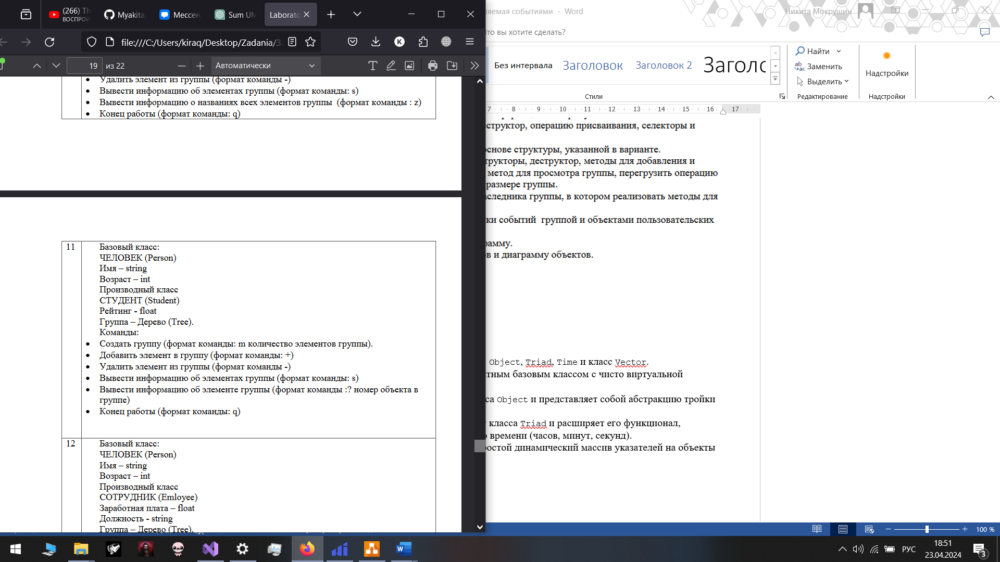 (266) Th
ВОСПРОИ
Myakita
Мессен
Sum UM
Laborato
file:///C:/Users/kiraq/Desktop/Zadania/За
19 из 22
Автоматически
Удалить элемент из группы (формат команды -)
Вывести информацию об элементах группы (формат команды: s)
Вывести информацию о названиях всех элементов группы (формат команды : z)
Конец работы (формат команды: q)
11
Базовый класс:
ЧЕЛОВЕК (Person)
Имя – string
Возраст – int
Производный класс
СТУДЕНТ (Student)
Рейтинг - float
Группа – Дерево (Tree).
Команды:
Создать группу (формат команды: m количество элементов группы).
Добавить элемент в группу (формат команды: +)
Удалить элемент из группы (формат команды -)
Вывести информацию об элементах группы (формат команды: s)
Вывести информацию об элементе группы (формат команды :? номер объекта в
группе)
Конец работы (формат команды: q)
12
Базовый класс:
ЧЕЛОВЕК (Person)
Имя – string
Возраст – int
Производный класс
СОТРУДНИК (Emloyee)
Заработная плата – float
Должность - string
Группа – Дерево (Tree).
ияемая событиями - Word
Никита Мокрушин
то вы хотите сделать?
Без интервала
Заголовок
Заголовок 2
Заголо
Стили
Найти
Заменить
Выделить
Редактирование
Надстройки
Надстройки
7 8 9 10 11 12 13 14 15 16 17
структор, операцию присваивания, селекторы и
снове структуры, указанной в варианте.
трукторы, деструктор, методы для добавления и
метод для просмотра группы, перегрузить операцию
размере группы.
аследника группы, в котором реализовать методы для
ки событий группой и объектами пользовательских
рамму.
в и диаграмму объектов.
Object, Triad, Time и класс Vector.
ктным базовым классом с чисто виртуальной
са Object и представляет собой абстракцию тройки
класса Triad и расширяет его функционал,
о времени (часов, минут, секунд).
ростой динамический массив указателей на объекты
100 %
РУС
18:51
23.04.2024
3